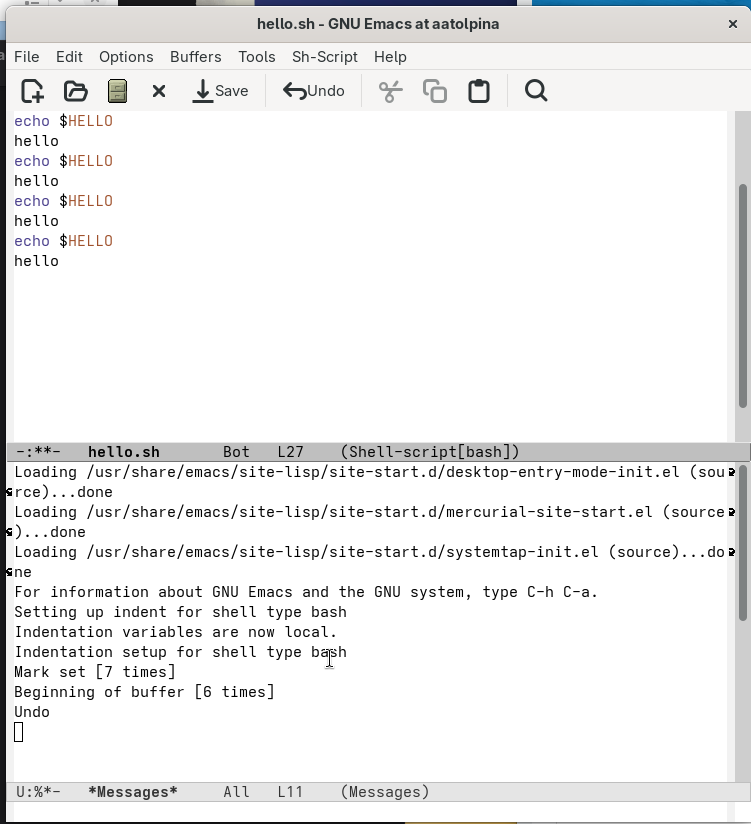 hello.sh - GNU Emacs at aatolpina
File Edit Options Buffers Tools Sh-Script Help
Save Undo
echo $HELLO
hello
echo $HELLO
hello
echo $HELLO
hello
echo $HELLO
hello
-:**- hello.sh Bot L27 (Shell-script[bash])
Loading /usr/share/emacs/site-lisp/site-start.d/desktop-entry-mode-init.el (sou
rce)...done
Loading /usr/share/emacs/site-lisp/site-start.d/mercurial-site-start.el (source
)...done
Loading /usr/share/emacs/site-lisp/site-start.d/systemtap-init.el (source)...do
ne
For information about GNU Emacs and the GNU system, type C-h C-a.
Setting up indent for shell type bash
Indentation variables are now local.
Indentation setup for shell type bash
Mark set [7 times]
Beginning of buffer [6 times]
Undo
U:%*- *Messages* All L11 (Messages)